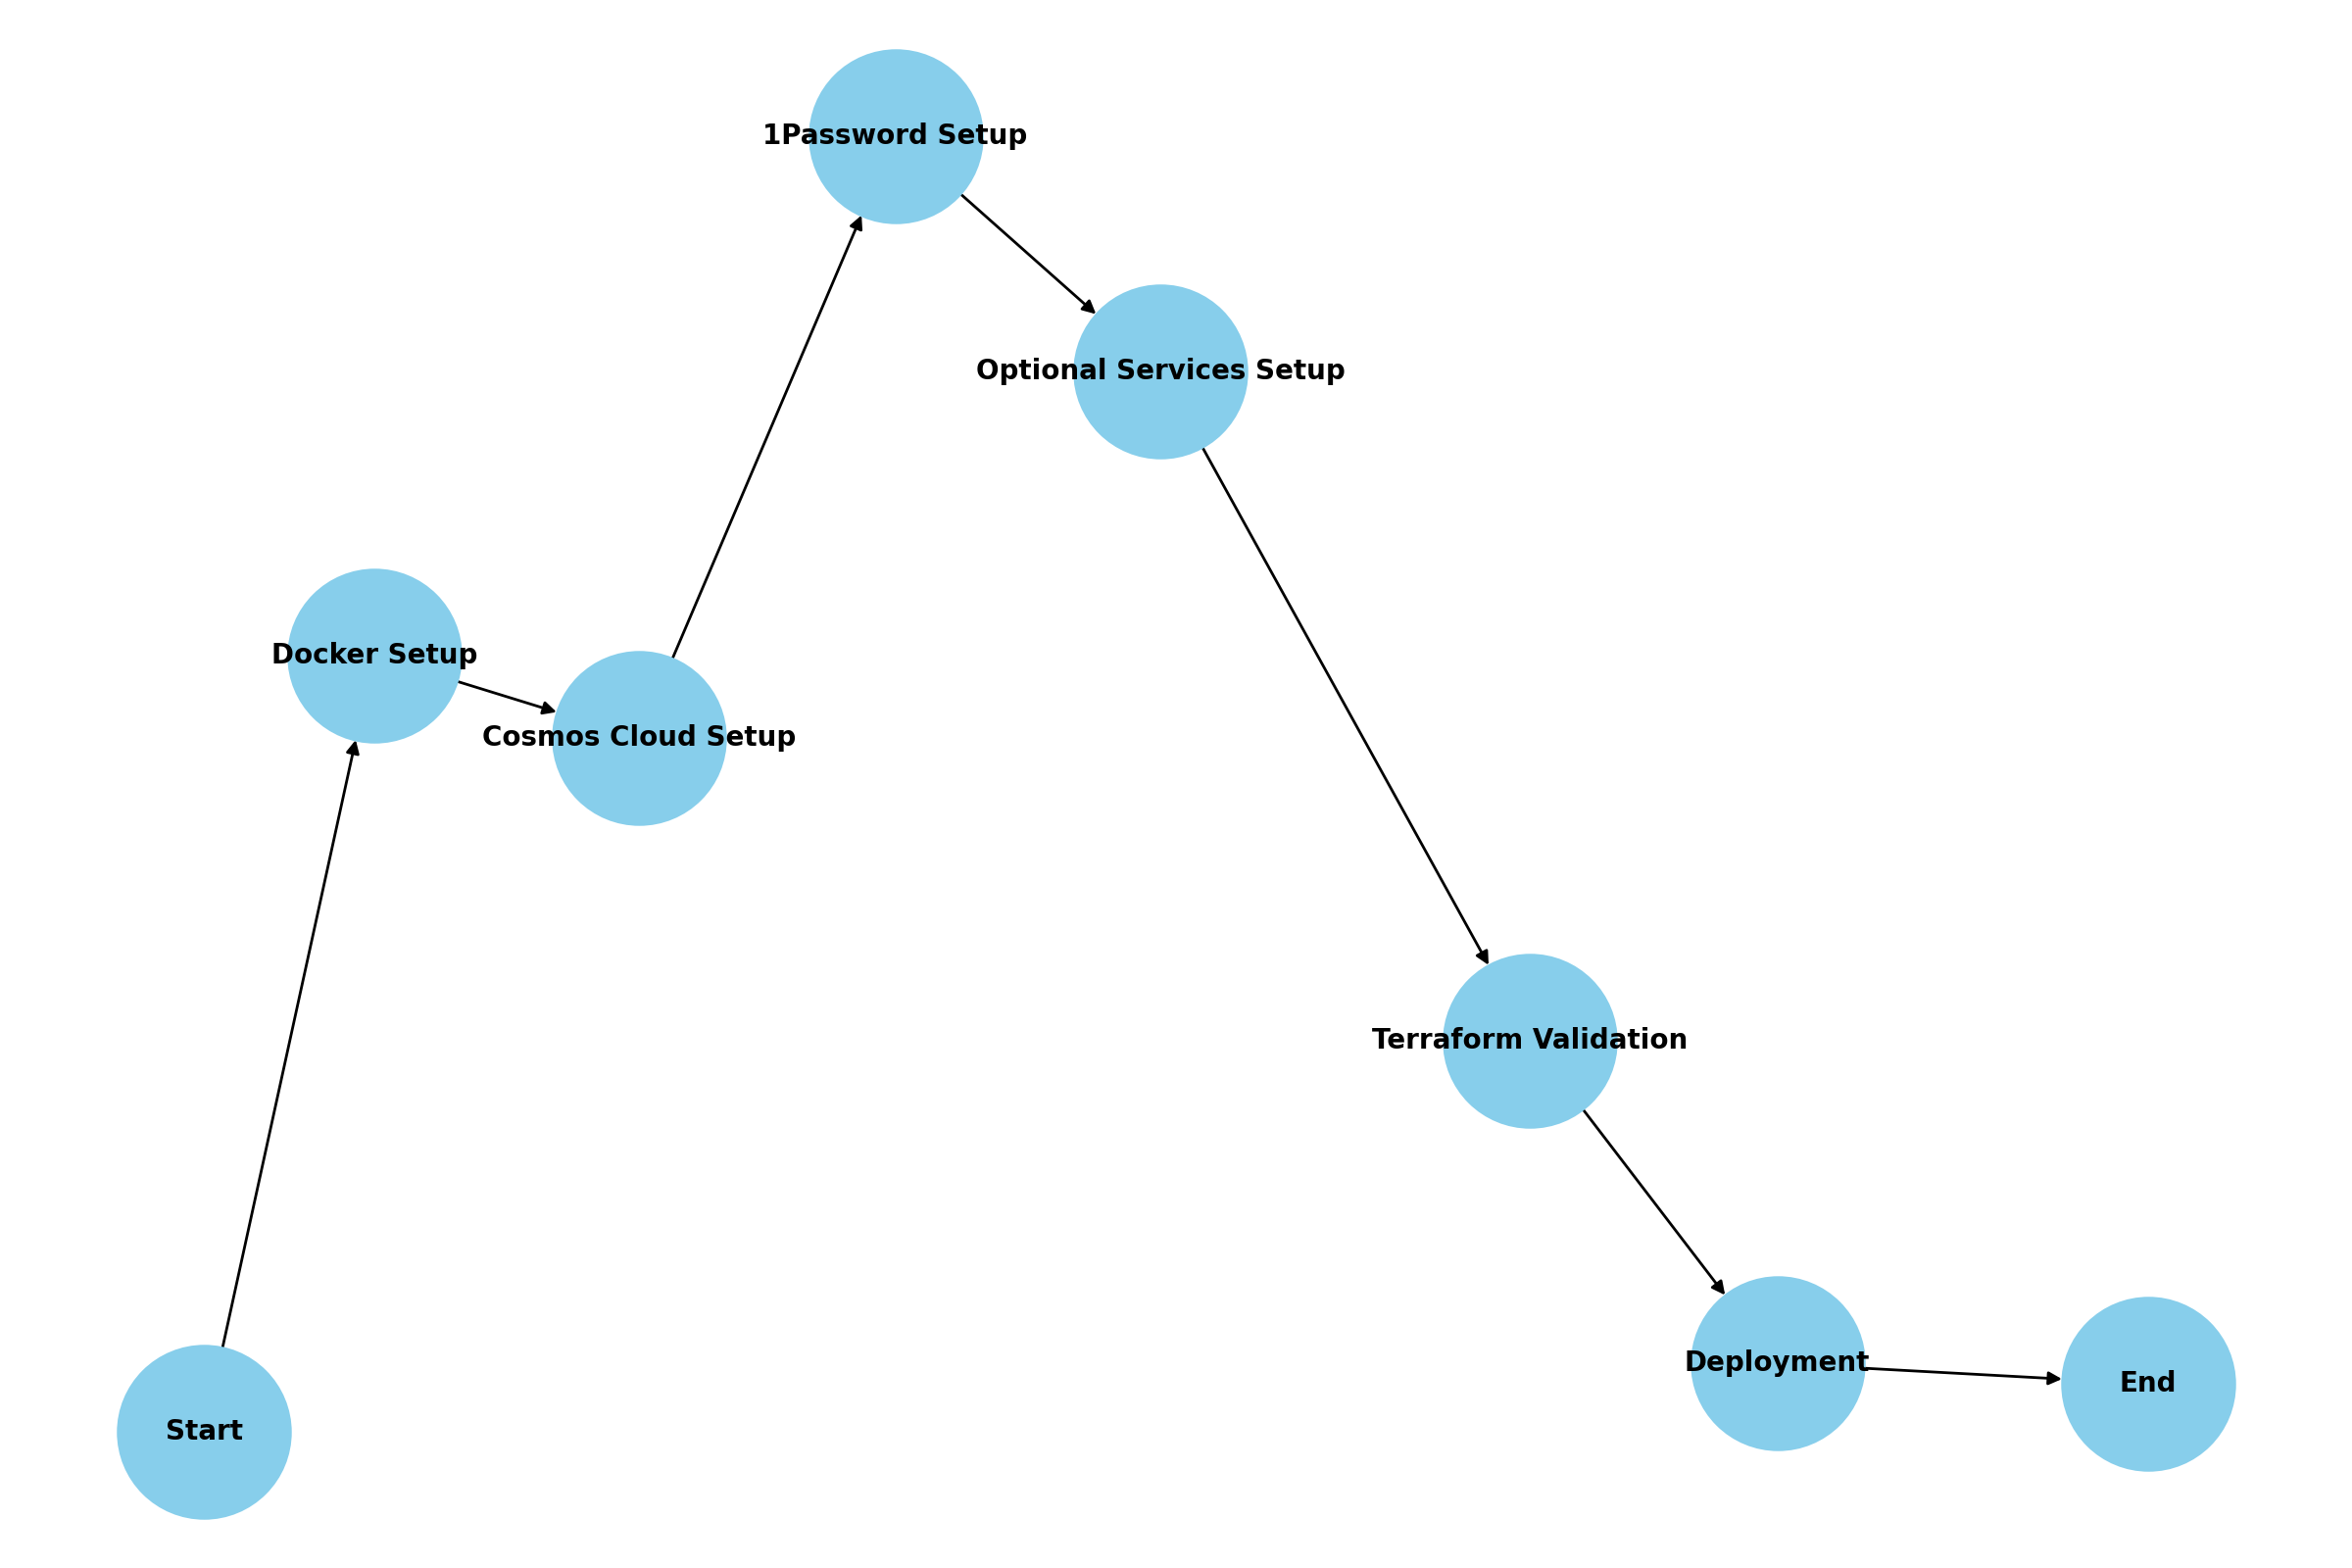 1Password Setup
Optional Services Setup
Docker Setup
Cosmos Cloud Setup
Terraform Validation
Deployment
End
Start